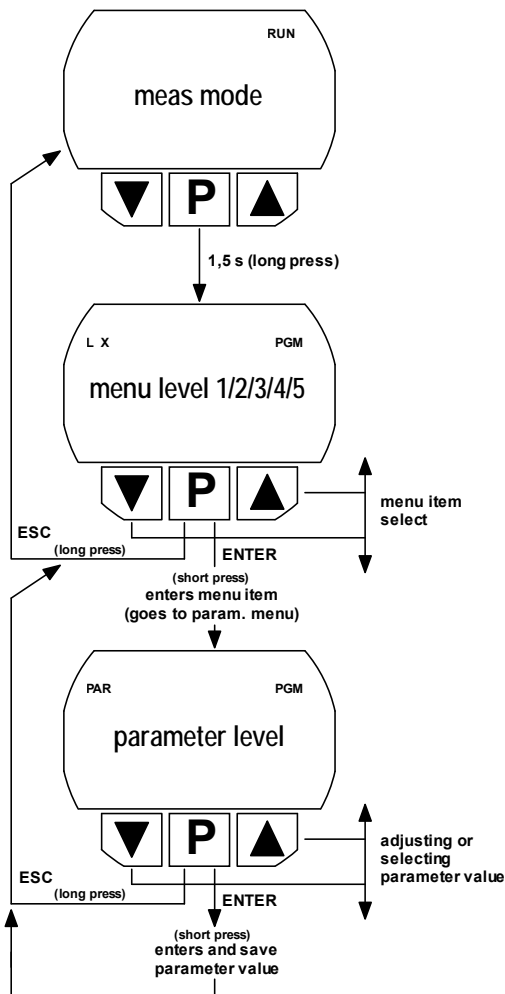 RUN
meas mode
P
1,5 s (long press)
L X PGM
menu level 1/2/3/4/5
P
menu item
select
ESC
(long press)
ENTER
(short press)
enters menu item
(goes to param. menu)
PAR PGM
parameter level
P
adjusting or
selecting
parameter value
ESC
(long press)
ENTER
(short press)
enters and save
parameter value